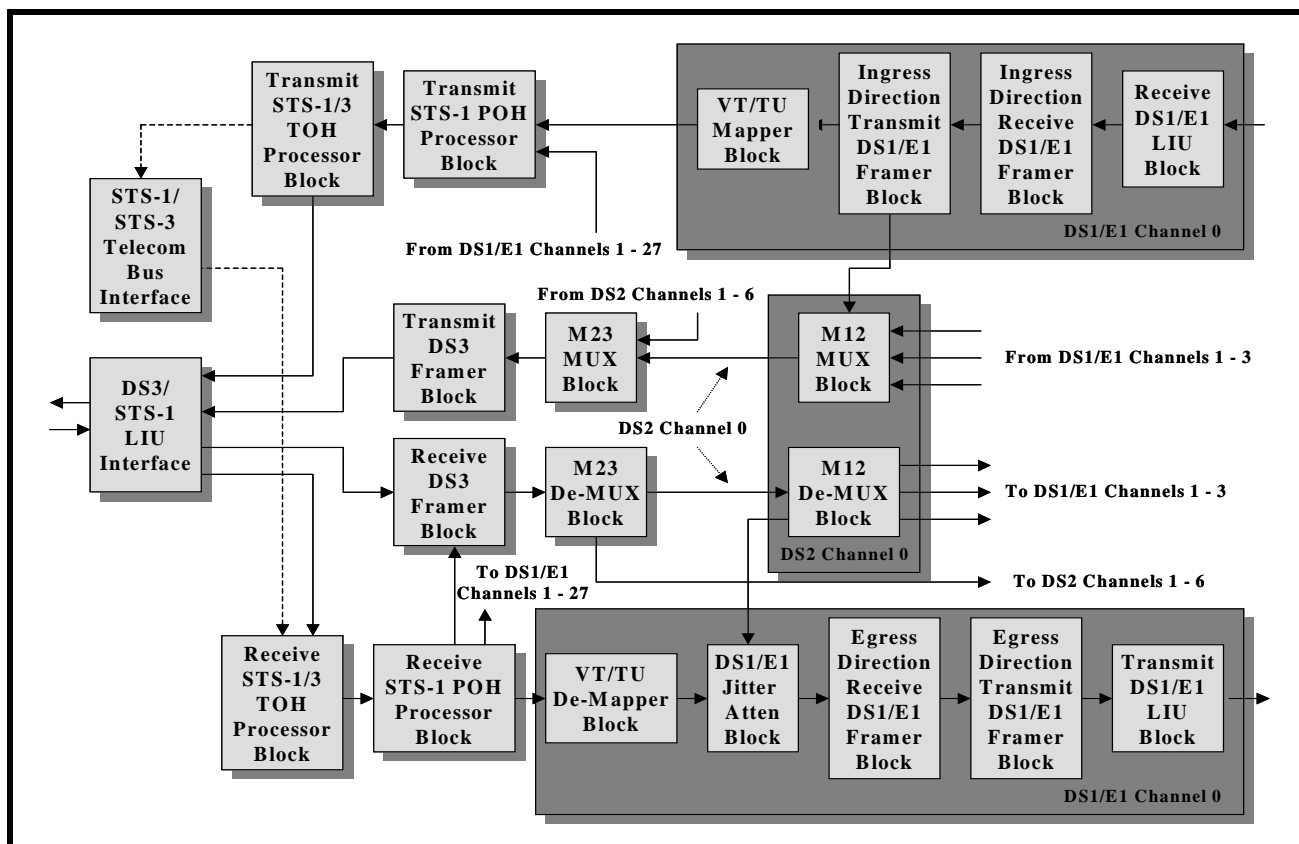 Transmit
STS-1/3
TOH
Processor
Block
Transmit
STS-1 POH
Processor
Block
VT/TU
Mapper
Block
Ingress
Direction
Transmit
DS1/E1
Framer
Block
Ingress
Direction
Receive
DS1/E1
Framer
Block
Receive
DS1/E1
LIU
Block
DS1/E1 Channel 0
STS-1/
STS-3
Telecom
Bus
Interface
From DS1/E1 Channels 1 - 27
From DS2 Channels 1 - 6
Transmit
DS3
Framer
Block
M23
MUX
Block
M12
MUX
Block
From DS1/E1 Channels 1 - 3
DS3/
STS-1
LIU
Interface
DS2 Channel 0
Receive
DS3
Framer
Block
M23
De-MUX
Block
M12
De-MUX
Block
To DS1/E1 Channels 1 - 3
DS2 Channel 0
To DS1/E1
Channels 1 - 27
To DS2 Channels 1 - 6
Receive
STS-1/3
TOH
Processor
Block
Receive
STS-1 POH
Processor
Block
VT/TU
De-Mapper
Block
DS1/E1
Jitter
Atten
Block
Egress
Direction
Receive
DS1/E1
Framer
Block
Egress
Direction
Transmit
DS1/E1
Framer
Block
Transmit
DS1/E1
LIU
Block
DS1/E1 Channel 0